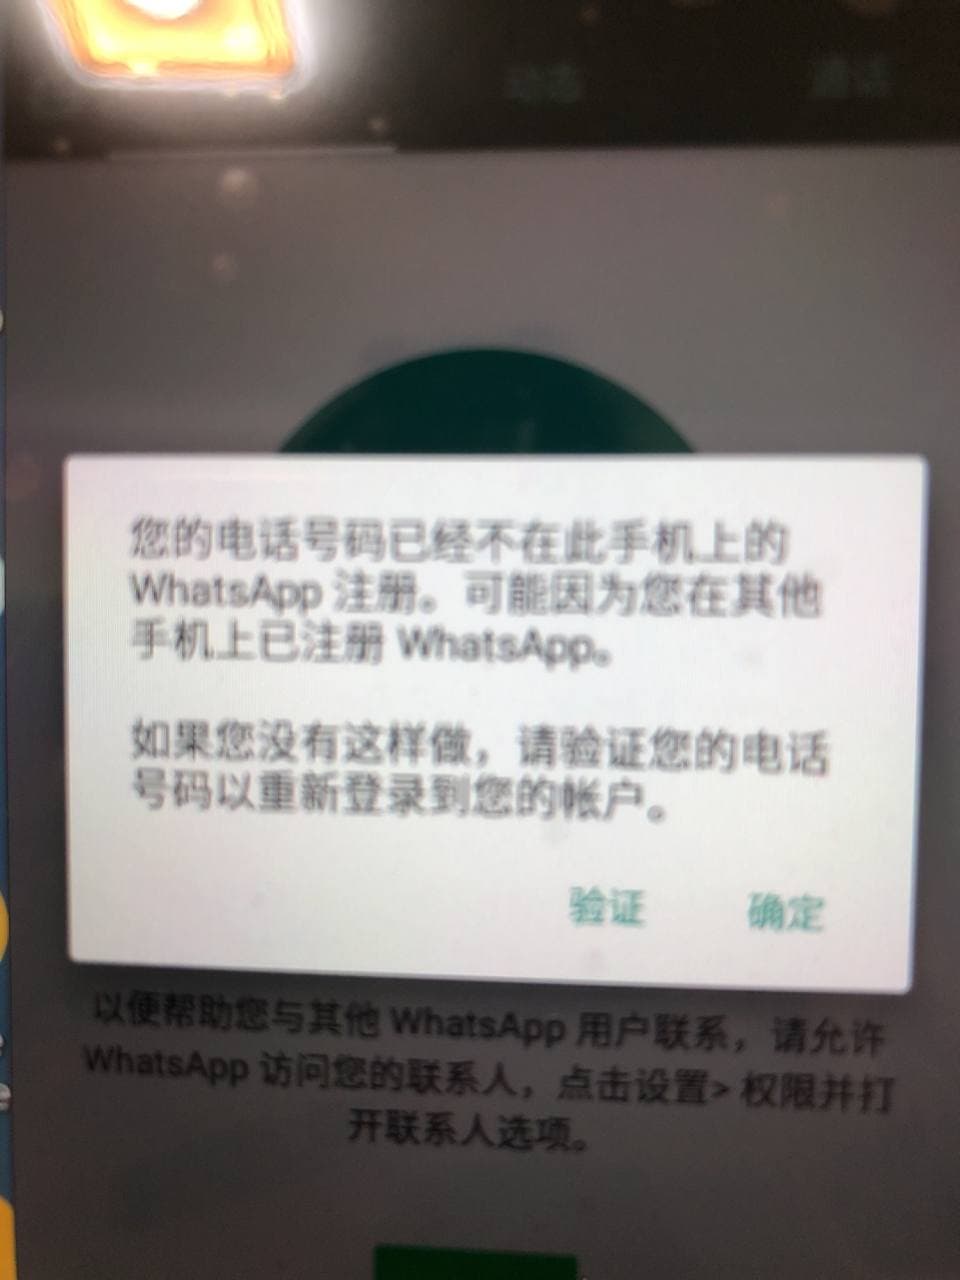 动态
通话
您的电话号码已经不在此手机上的
WhatsApp 注册。可能因为您在其他
手机上已注册 WhatsApp。
如果您没有这样做，请验证您的电话
号码以重新登录到您的帐户。
验证
确定
以便帮助您与其他 WhatsApp 用户联系，请允许
WhatsApp 访问您的联系人，点击设置> 权限并打
开联系人选项。